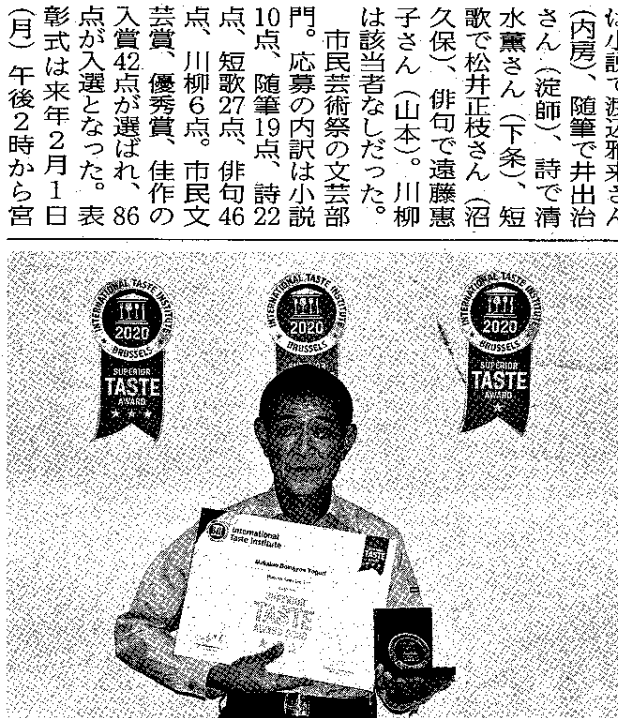 は小説で渡辺雅来さん
（内房）、随筆で井出治
さん（淀師）、詩で清
水薫さん（下条）、短
歌で松井正枝さん（沼
久保）、俳句で遠藤惠
子さん（山本）。川柳
は該当者なしだった。
市民芸術祭の文芸部
門。応募の内訳は小説
10点、随筆19点、詩22
点、短歌27点、俳句46
点、川柳６点。市民文
芸賞、優秀賞、佳作の
入賞42点が選ばれ、86
点が入選となった。表
彰式は来年２月１日
（月）午後２時から宮
INTERNATIONAL TASTE INSTITUTE
2020
BRUSSELS
SUPERIOR
TASTE
AWARD
INTERNATIONAL TASTE INSTITUTE
2020
BRUSSELS
INTERNATIONAL TASTE INSTITUTE
2020
BRUSSELS
SUPERIOR
TASTE
AWARD
International
Taste Institute
TASTE
Yogurt
SUPERIOR
TASTE
AWARD